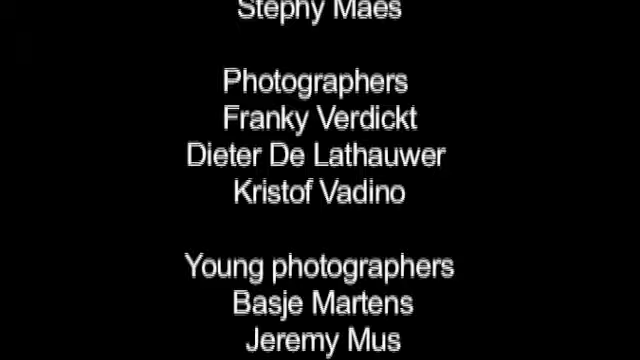 Stephy Maes
Photographers
Franky Verdickt
Dieter De Lathauwer
Kristof Vadino
Young photographers
Basje Martens
Jeremy Mus